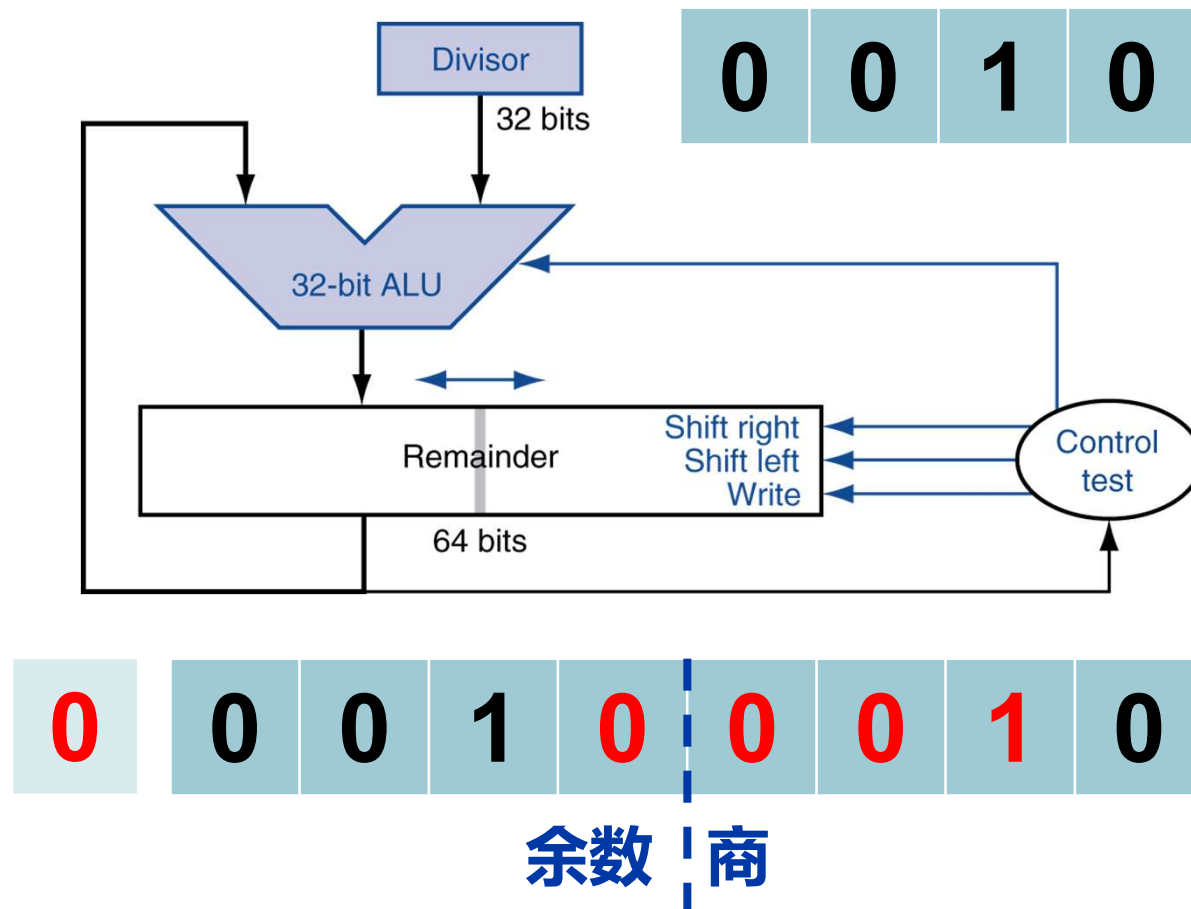 Divisor
0 0 1 0
32 bits
32-bit ALU
Remainder
Shift right
Shift left
Write
Control
test
64 bits
0 0 0 1 0 0 0 1 0
余数 商